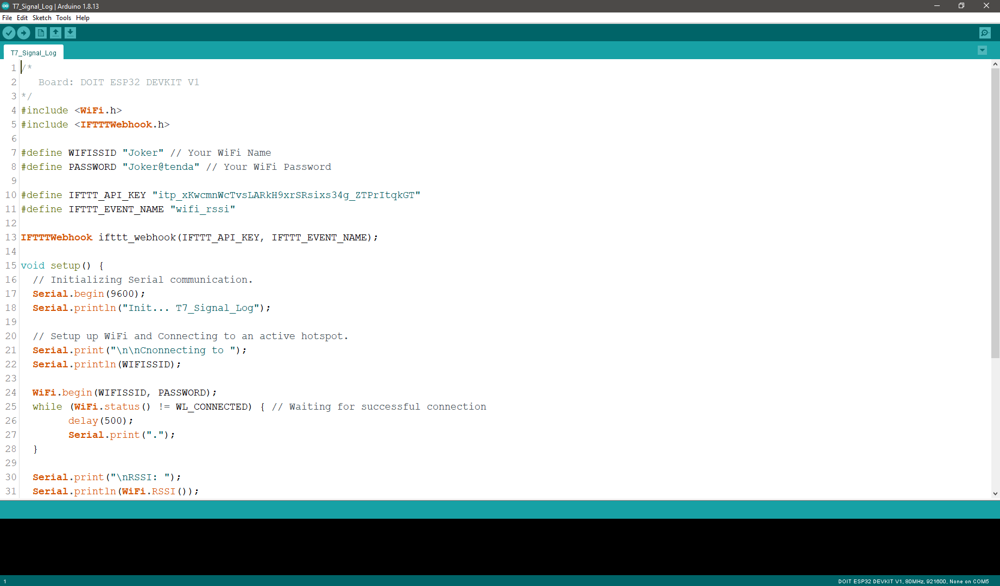 T7_Signal_Log | Arduino 1.8.13
File Edit Sketch Tools Help
T7_Signal_Log
1 /*
2    Board: DOIT ESP32 DEVKIT V1
3 */
4 #include <WiFi.h>
5 #include <IFTTTWebhook.h>
6
7 #define WIFISSID "Joker" // Your WiFi Name
8 #define PASSWORD "Joker@tenda" // Your WiFi Password
9
10 #define IFTTT_API_KEY "itp_xKwcmnWcTvsLARkH9xrSRsixs34g_ZTPrItqkGT"
11 #define IFTTT_EVENT_NAME "wifi_rssi"
12
13 IFTTTWebhook ifttt_webhook(IFTTT_API_KEY, IFTTT_EVENT_NAME);
14
15 void setup() {
16   // Initializing Serial communication.
17   Serial.begin(9600);
18   Serial.println("Init... T7_Signal_Log");
19
20   // Setup up WiFi and Connecting to an active hotspot.
21   Serial.print("\n\nCnonnecting to ");
22   Serial.println(WIFISSID);
23
24   WiFi.begin(WIFISSID, PASSWORD);
25   while (WiFi.status() != WL_CONNECTED) { // Waiting for successful connection
26         delay(500);
27         Serial.print(".");
28   }
29
30   Serial.print("\nRSSI: ");
31   Serial.println(WiFi.RSSI());
1 DOIT ESP32 DEVKIT V1, 80MHz, 921600, None on COM5